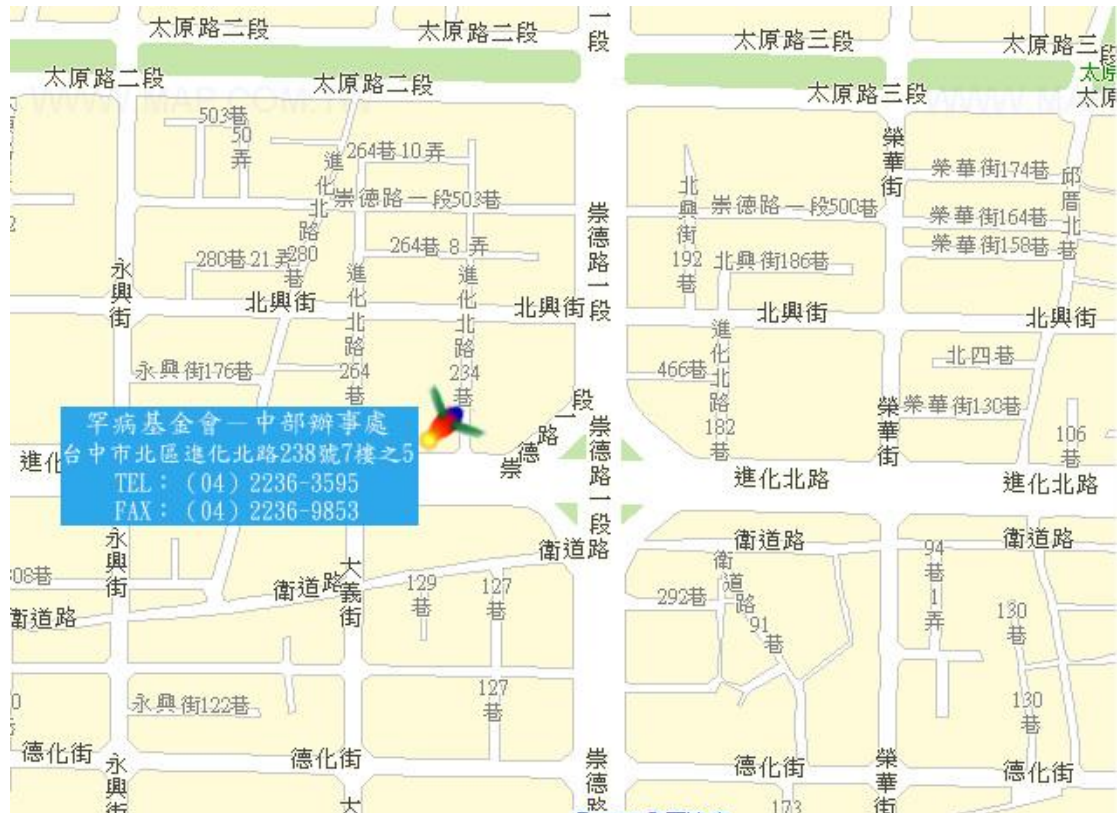 太原路二段
太原路二段
一段
太原路三段
太原路三段
太原路二段
太原路二段
太原路三段
太原
太原
503巷
50弄
進化北路280巷
264巷10弄
榮華街
榮華街174巷
邱厝北巷
崇德路一段503巷
崇德路一段
北興街192巷
崇德路一段500巷
榮華街164巷
永興街
280巷21弄
264巷8弄
進化北路264巷
進化北路234巷
北興街186巷
榮華街158巷
北興街
北興街
北興街
北興街
永興街176巷
466巷
進化北路182巷
北四巷
榮華街
榮華街130巷
106巷
罕病基金會－中部辦事處
台中市北區進化北路238號7樓之5
TEL：（04）2236-3595
FAX：（04）2236-9853
進化
崇德路一段
崇德路一段
進化北路
進化北路
永興街
衛道路
衛道路
衛道路
08巷
衛道路
衛道路
大義街
129巷
127巷
292巷
衛道路91巷
94巷1弄
130巷
永興街122巷
127巷
130巷
德化街
永興街
德化街
崇德路
德化街
榮華街
德化街
大
173